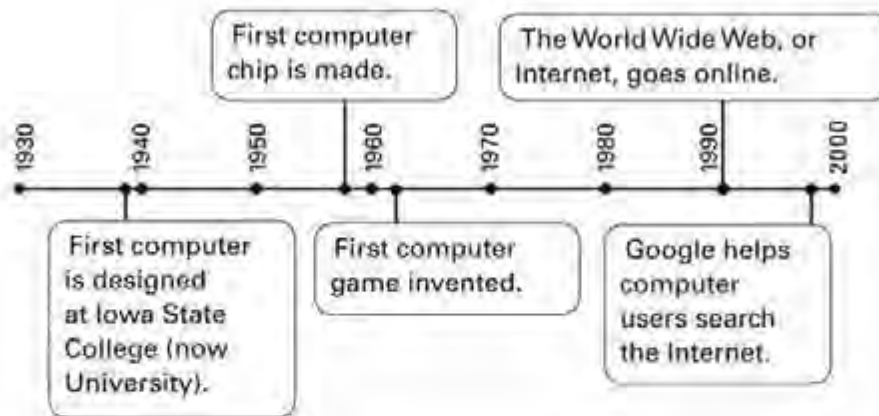 First computer
chip is made.
The World Wide Web, or
Internet, goes online.
1930
1940
1950
1960
1970
1980
1990
2000
First computer
is designed
at Iowa State
College (now
University).
First computer
game invented.
Google helps
computer
users search
the Internet.